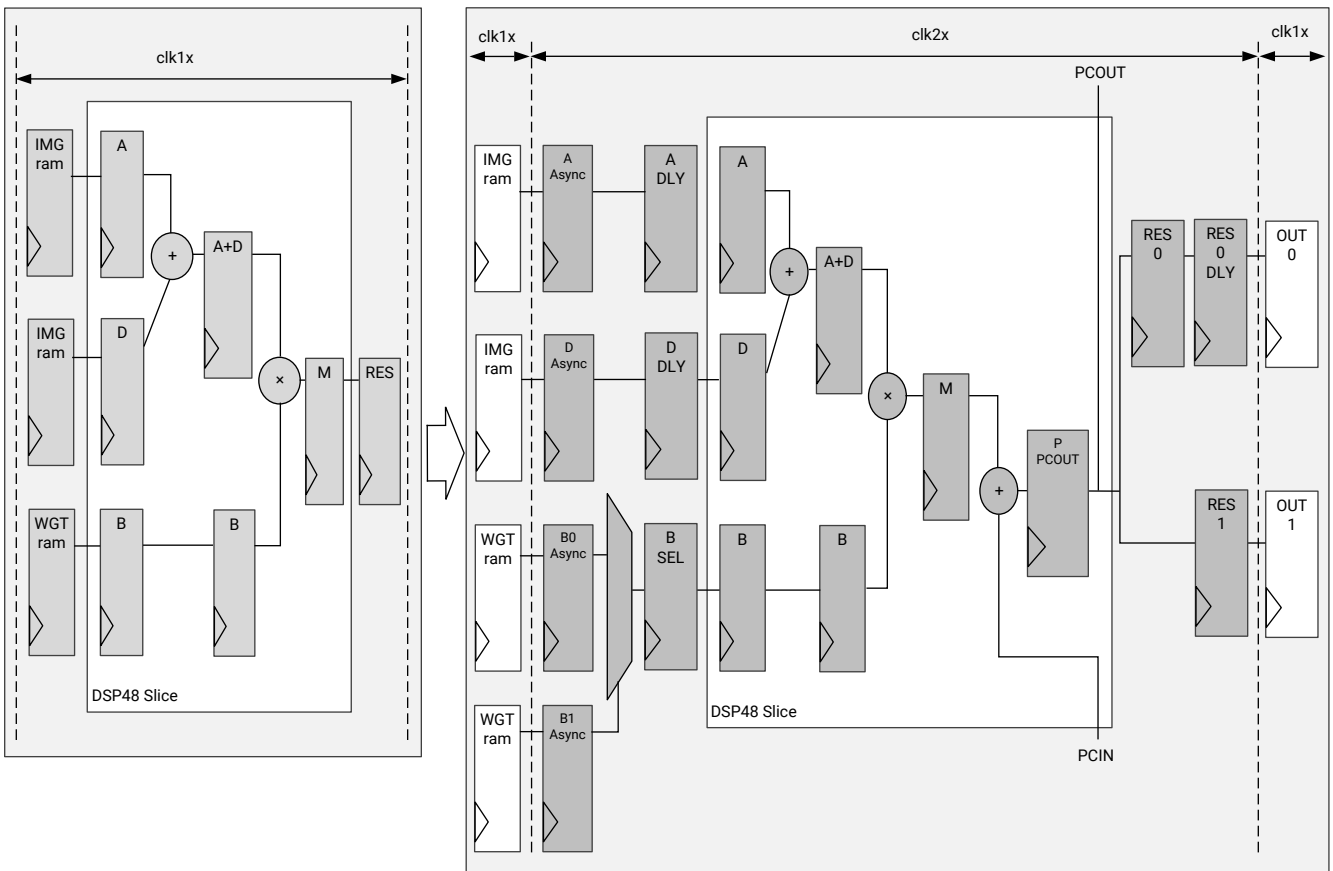 clk1x
IMG
ram
A
+
A+D
IMG
ram
D
×
M
RES
WGT
ram
B
B
DSP48 Slice
clk1x
clk2x
clk1x
PCOUT
IMG
ram
A
Async
A
DLY
A
+
A+D
RES
0
RES
0
DLY
OUT
0
IMG
ram
D
Async
D
DLY
D
×
M
P
PCOUT
+
WGT
ram
B0
Async
B
SEL
B
B
RES
1
OUT
1
WGT
ram
B1
Async
DSP48 Slice
PCIN